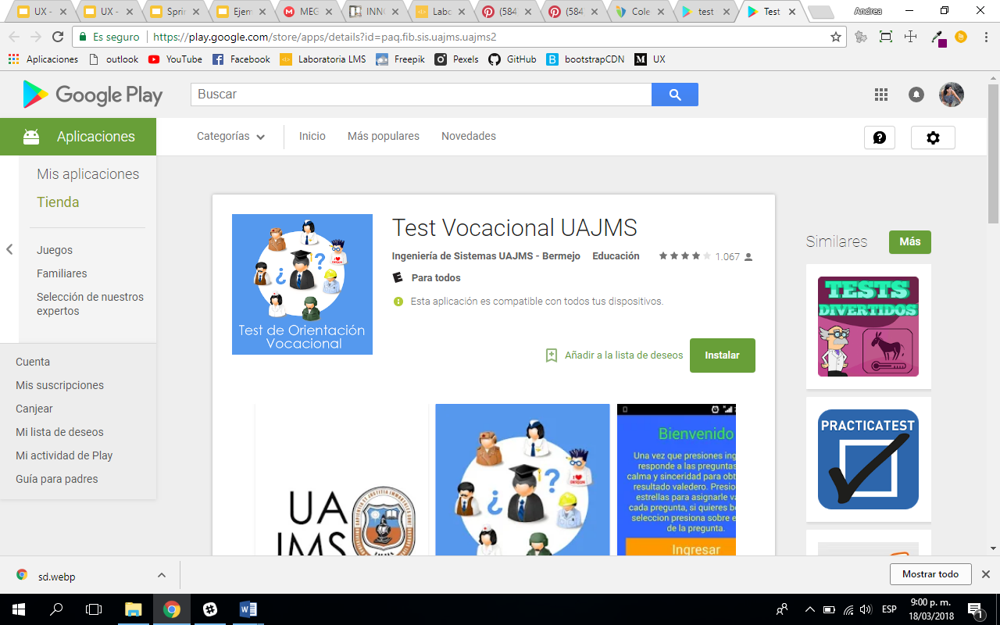 UX -
UX -
Sprin
Ejem
MEG
INNO
Labo
(584
(584
Cole
test
Test
Andrea
Es seguro
https://play.google.com/store/apps/details?id=paq.fib.sis.uajms.uajms2
Aplicaciones
outlook
YouTube
Facebook
Laboratoria LMS
Freepik
Pexels
GitHub
bootstrapCDN
UX
Google Play
Buscar
Aplicaciones
Categorías
Inicio
Más populares
Novedades
Mis aplicaciones
Tienda
Juegos
Familiares
Selección de nuestros
expertos
Cuenta
Mis suscripciones
Canjear
Mi lista de deseos
Mi actividad de Play
Guía para padres
Test de Orientación
Vocacional
Test Vocacional UAJMS
Ingeniería de Sistemas UAJMS - Bermejo
Educación
1.067
Para todos
Esta aplicación es compatible con todos tus dispositivos.
Añadir a la lista de deseos
Instalar
UA
JMS
Bienvenido
Una vez que presiones ing
responde a las preguntas
calma y sinceridad para obt
resultado valedero. Presio
estrellas para asignarle va
cada pregunta, si quieres b
seleccion presiona sobre e
de la pregunta.
Ingresar
Similares
Más
TESTS
DIVERTIDOS
PRACTICATEST
sd.webp
Mostrar todo
ESP
9:00 p. m.
18/03/2018
1